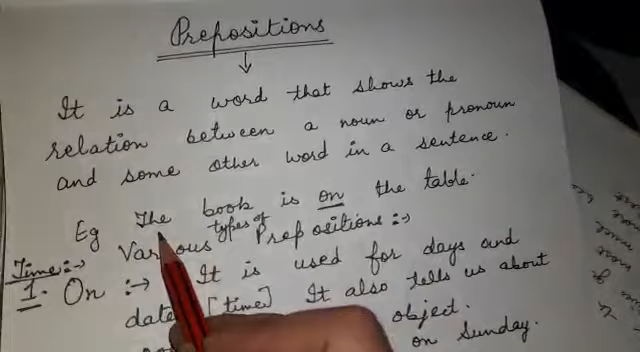 Prepositions
It is a word that shows the
relation between a noun or pronoun
and some other word in a sentence.
Eg The book is on the table.
Various types of Prepositions :->
Time :->
1. On :-> It is used for days and
date [time] It also tells us about
object.
on Sunday.